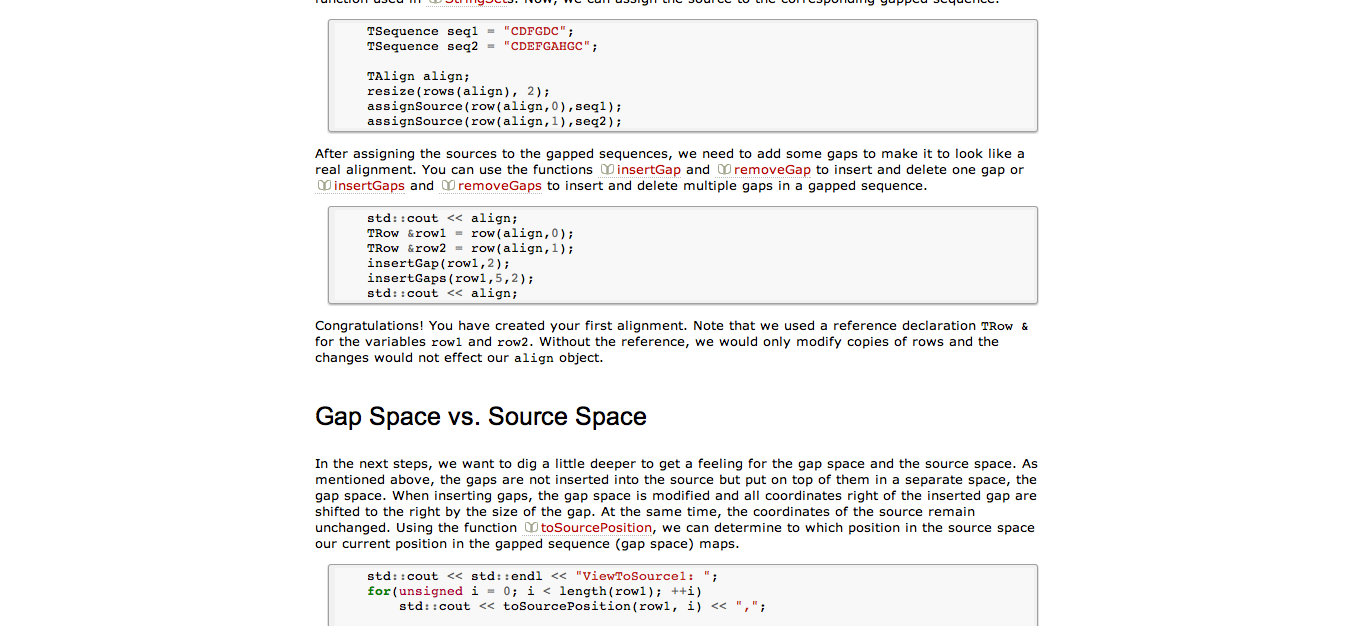 function used in StringSets. Now, we can assign the source to the corresponding gapped sequence.
TSequence seq1 = "CDFGDC";
TSequence seq2 = "CDEFGAHGC";
TAlign align;
resize(rows(align), 2);
assignSource(row(align,0),seq1);
assignSource(row(align,1),seq2);
After assigning the sources to the gapped sequences, we need to add some gaps to make it to look like a
real alignment. You can use the functions insertGap and removeGap to insert and delete one gap or
insertGaps and removeGaps to insert and delete multiple gaps in a gapped sequence.
std::cout << align;
TRow &row1 = row(align,0);
TRow &row2 = row(align,1);
insertGap(row1,2);
insertGaps(row1,5,2);
std::cout << align;
Congratulations! You have created your first alignment. Note that we used a reference declaration TRow &
for the variables row1 and row2. Without the reference, we would only modify copies of rows and the
changes would not effect our align object.
Gap Space vs. Source Space
In the next steps, we want to dig a little deeper to get a feeling for the gap space and the source space. As
mentioned above, the gaps are not inserted into the source but put on top of them in a separate space, the
gap space. When inserting gaps, the gap space is modified and all coordinates right of the inserted gap are
shifted to the right by the size of the gap. At the same time, the coordinates of the source remain
unchanged. Using the function toSourcePosition, we can determine to which position in the source space
our current position in the gapped sequence (gap space) maps.
std::cout << std::endl << "ViewToSource1: ";
for(unsigned i = 0; i < length(row1); ++i)
std::cout << toSourcePosition(row1, i) << ",";